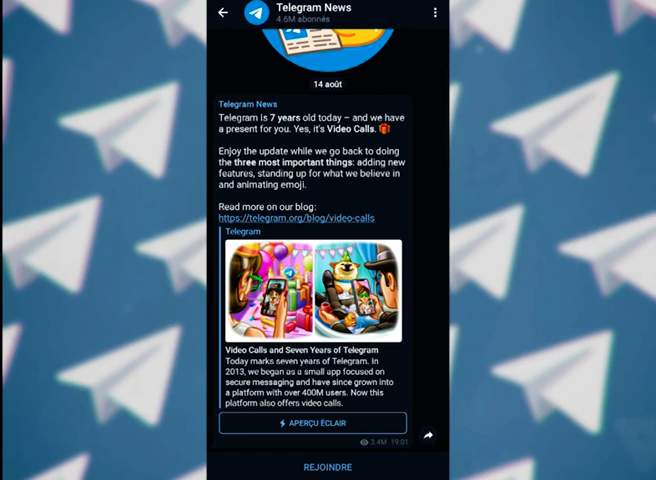 Telegram News
4.6M abonnés
14 août
Telegram News
Telegram is 7 years old today – and we have
a present for you. Yes, it's Video Calls. 🎁
Enjoy the update while we go back to doing
the three most important things: adding new
features, standing up for what we believe in
and animating emoji.
Read more on our blog:
https://telegram.org/blog/video-calls
Telegram
Video Calls and Seven Years of Telegram
Today marks seven years of Telegram. In
2013, we began as a small app focused on
secure messaging and have since grown into
a platform with over 400M users. Now this
platform also offers video calls.
APERÇU ÉCLAIR
3.4M 19:01
REJOINDRE